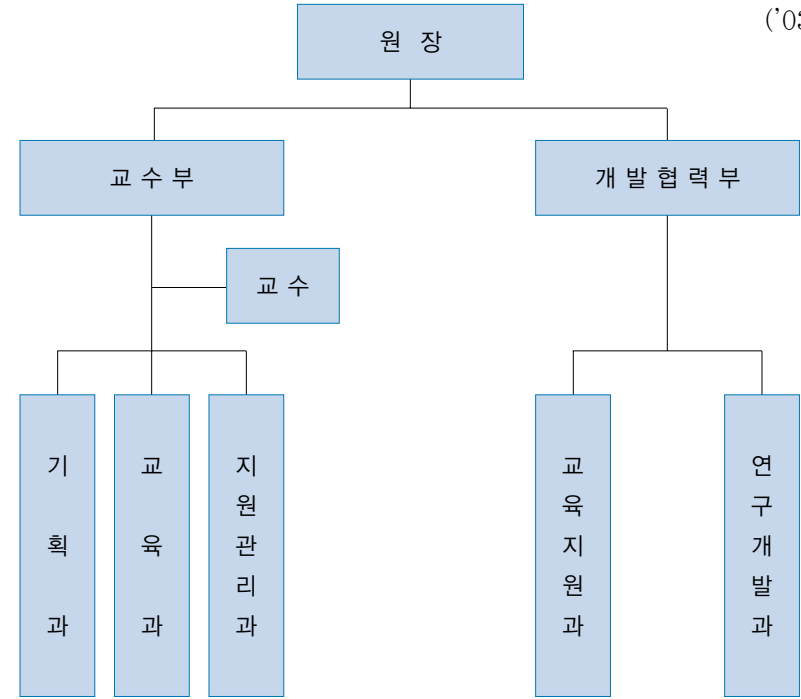 원 장
교 수 부
개 발 협 력 부
교 수
기 획 과
교 육 과
지원관리과
교육지원과
연구개발과